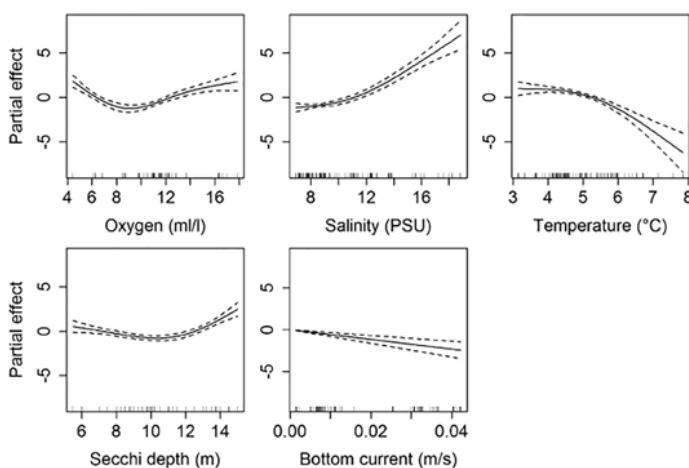 Partial effect
5
0
-5
4 6 8 12 16
Oxygen (ml/l)
5
0
-5
8 10 12 14 16
Salinity (PSU)
5
0
-5
3 4 5 6 7 8
Temperature (°C)
Partial effect
5
0
-5
6 8 10 12 14
Secchi depth (m)
5
0
-5
0.00 0.02 0.04
Bottom current (m/s)